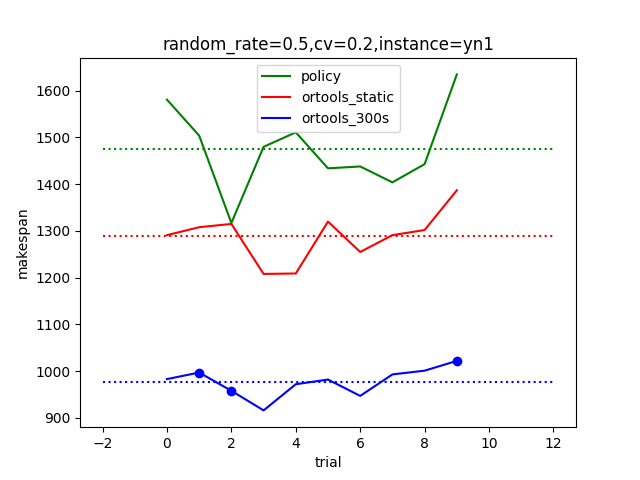 random_rate=0.5,cv=0.2,instance=yn1
policy
ortools_static
ortools_300s
makespan
1600
1500
1400
1300
1200
1100
1000
900
−2 0 2 4 6 8 10 12
trial